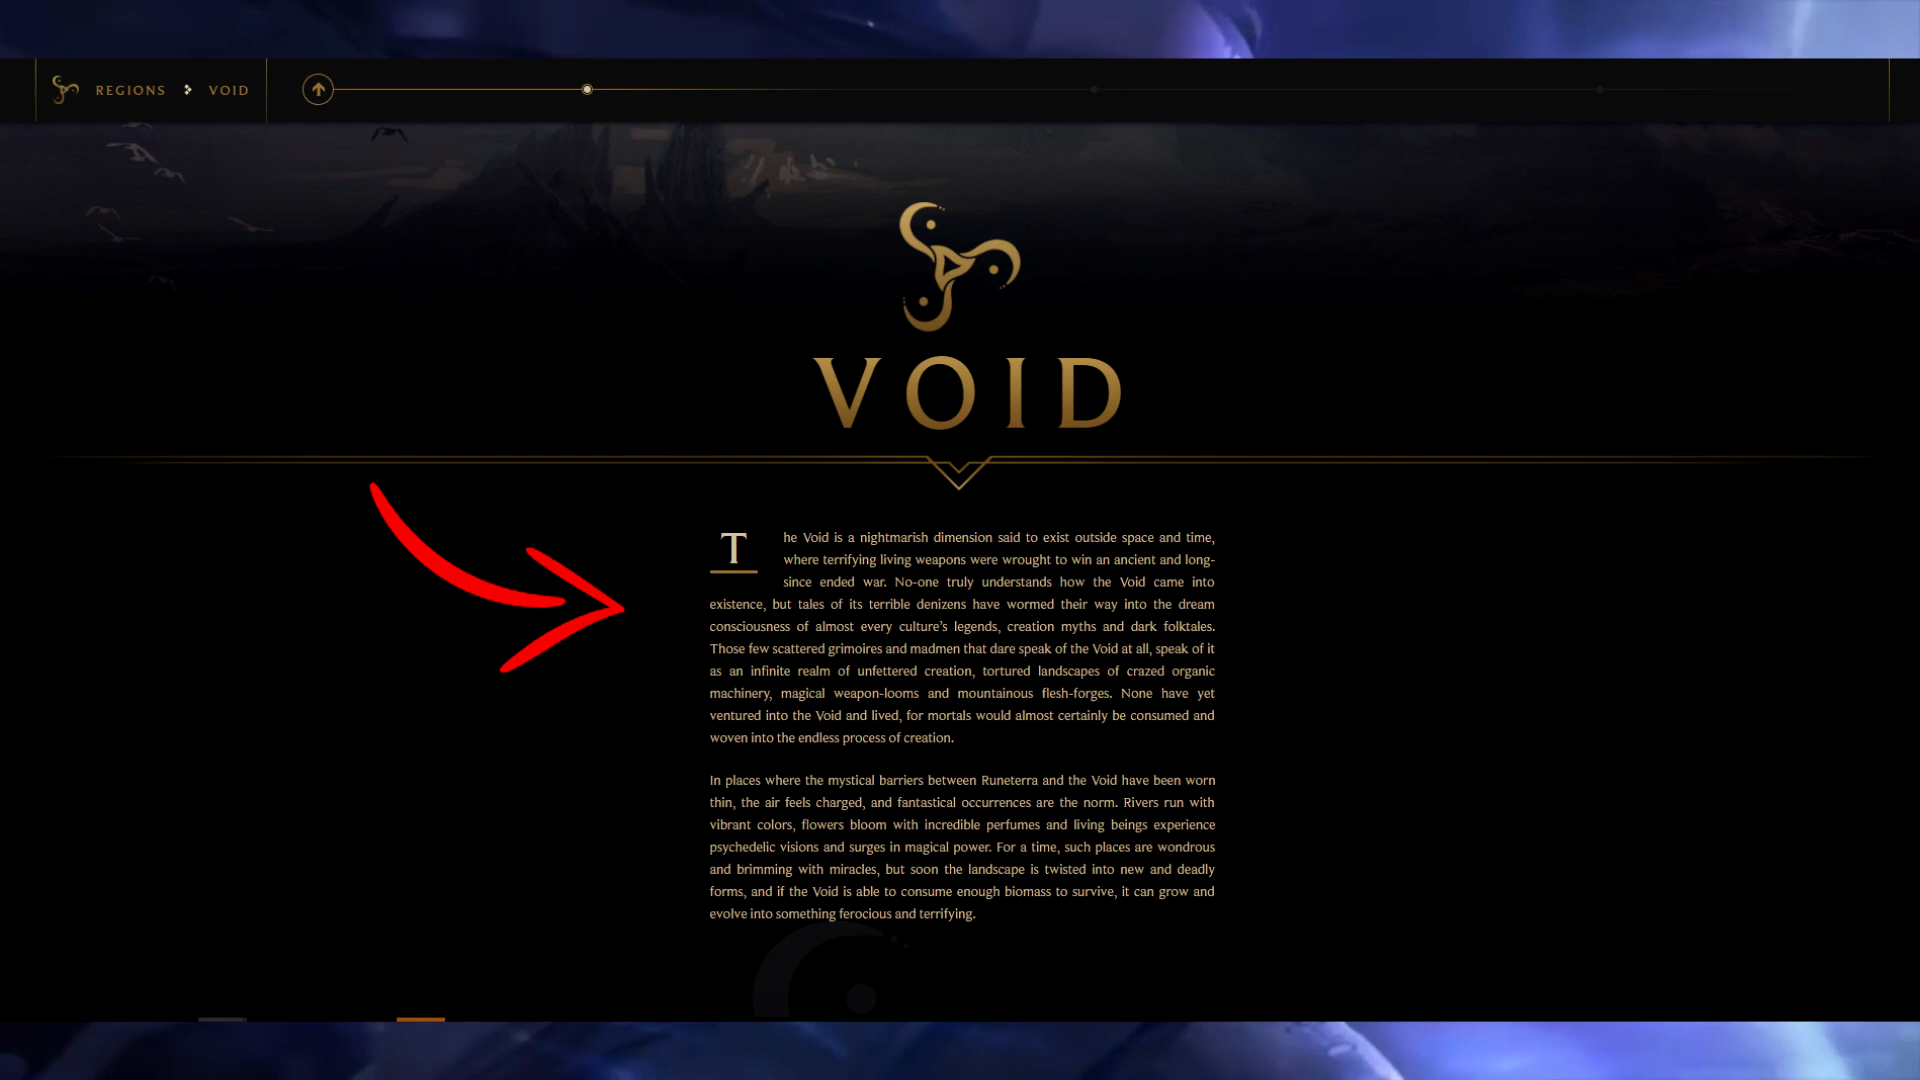 REGIONS VOID
VOID
The Void is a nightmarish dimension said to exist outside space and time,
where terrifying living weapons were wrought to win an ancient and long-
since ended war. No-one truly understands how the Void came into
existence, but tales of its terrible denizens have wormed their way into the dream
consciousness of almost every culture’s legends, creation myths and dark folktales.
Those few scattered grimoires and madmen that dare speak of the Void at all, speak of it
as an infinite realm of unfettered creation, tortured landscapes of crazed organic
machinery, magical weapon-looms and mountainous flesh-forges. None have yet
ventured into the Void and lived, for mortals would almost certainly be consumed and
woven into the endless process of creation.
In places where the mystical barriers between Runeterra and the Void have been worn
thin, the air feels charged, and fantastical occurrences are the norm. Rivers run with
vibrant colors, flowers bloom with incredible perfumes and living beings experience
psychedelic visions and surges in magical power. For a time, such places are wondrous
and brimming with miracles, but soon the landscape is twisted into new and deadly
forms, and if the Void is able to consume enough biomass to survive, it can grow and
evolve into something ferocious and terrifying.